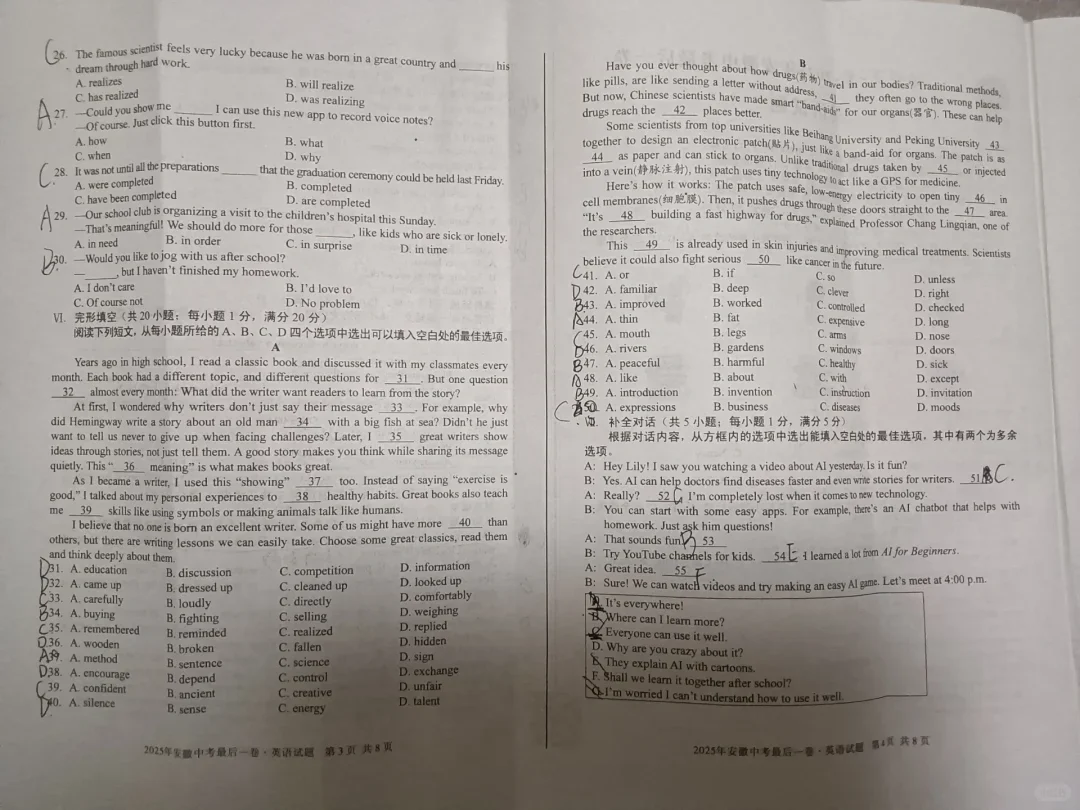 C 26. The famous scientist feels very lucky because he was born in a great country and ______ his
dream through hard work.
A. realizes B. will realize
C. has realized D. was realizing
A 27. —Could you show me ______ I can use this new app to record voice notes?
—Of course. Just click this button first.
A. how B. what
C. when D. why
C 28. It was not until all the preparations ______ that the graduation ceremony could be held last Friday.
A. were completed B. completed
C. have been completed D. are completed
A 29. —Our school club is organizing a visit to the children's hospital this Sunday.
—That's meaningful! We should do more for those ______, like kids who are sick or lonely.
A. in need B. in order C. in surprise D. in time
B 30. —Would you like to jog with us after school?
—______, but I haven't finished my homework.
A. I don't care B. I'd love to
C. Of course not D. No problem
Ⅵ. 完形填空（共 20 小题；每小题 1 分，满分 20 分）
阅读下列短文，从每小题所给的 A、B、C、D 四个选项中选出可以填入空白处的最佳选项。
A
Years ago in high school, I read a classic book and discussed it with my classmates every
month. Each book had a different topic, and different questions for 31 . But one question
32 almost every month: What did the writer want readers to learn from the story?
At first, I wondered why writers don't just say their message 33 . For example, why
did Hemingway write a story about an old man 34 with a big fish at sea? Didn't he just
want to tell us never to give up when facing challenges? Later, I 35 great writers show
ideas through stories, not just tell them. A good story makes you think while sharing its message
quietly. This “ 36 meaning” is what makes books great.
As I became a writer, I used this “showing” 37 too. Instead of saying “exercise is
good,” I talked about my personal experiences to 38 healthy habits. Great books also teach
me 39 skills like using symbols or making animals talk like humans.
I believe that no one is born an excellent writer. Some of us might have more 40 than
others, but there are writing lessons we can easily take. Choose some great classics, read them
and think deeply about them.
D 31. A. education B. discussion C. competition D. information
D 32. A. came up B. dressed up C. cleaned up D. looked up
C 33. A. carefully B. loudly C. directly D. comfortably
B 34. A. buying B. fighting C. selling D. weighing
C 35. A. remembered B. reminded C. realized D. replied
D 36. A. wooden B. broken C. fallen D. hidden
A 37. A. method B. sentence C. science D. sign
D 38. A. encourage B. depend C. control D. exchange
C 39. A. confident B. ancient C. creative D. unfair
D 40. A. silence B. sense C. energy D. talent
2025年安徽中考最后一卷·英语试题 第 3 页 共 8 页
B
Have you ever thought about how drugs(药物) travel in our bodies? Traditional methods,
like pills, are like sending a letter without address, 41 they often go to the wrong places.
But now, Chinese scientists have made smart “band-aids” for our organs(器官). These can help
drugs reach the 42 places better.
Some scientists from top universities like Beihang University and Peking University 43
together to design an electronic patch(贴片), just like a band-aid for organs. The patch is as
44 as paper and can stick to organs. Unlike traditional drugs taken by 45 or injected
into a vein(静脉注射), this patch uses tiny technology to act like a GPS for medicine.
Here's how it works: The patch uses safe, low-energy electricity to open tiny 46 in
cell membranes(细胞膜). Then, it pushes drugs through these doors straight to the 47 area.
“It's 48 building a fast highway for drugs,” explained Professor Chang Lingqian, one of
the researchers.
This 49 is already used in skin injuries and improving medical treatments. Scientists
believe it could also fight serious 50 like cancer in the future.
C 41. A. or B. if C. so D. unless
D 42. A. familiar B. deep C. clever D. right
B 43. A. improved B. worked C. controlled D. checked
A 44. A. thin B. fat C. expensive D. long
C 45. A. mouth B. legs C. arms D. nose
D 46. A. rivers B. gardens C. windows D. doors
B 47. A. peaceful B. harmful C. healthy D. sick
A 48. A. like B. about C. with D. except
B 49. A. introduction B. invention C. instruction D. invitation
C 50. A. expressions B. business C. diseases D. moods
Ⅶ. 补全对话（共 5 小题；每小题 1 分，满分 5 分）
根据对话内容，从方框内的选项中选出能填入空白处的最佳选项，其中有两个为多余
选项。
A: Hey Lily! I saw you watching a video about AI yesterday. Is it fun?
B: Yes. AI can help doctors find diseases faster and even write stories for writers. 51 C.
A: Really? 52 G I'm completely lost when it comes to new technology.
B: You can start with some easy apps. For example, there's an AI chatbot that helps with
homework. Just ask him questions!
A: That sounds fun. B 53
B: Try YouTube channels for kids. 54 E I learned a lot from AI for Beginners.
A: Great idea. 55 F
B: Sure! We can watch videos and try making an easy AI game. Let's meet at 4:00 p.m.
A. It's everywhere!
B. Where can I learn more?
C. Everyone can use it well.
D. Why are you crazy about it?
E. They explain AI with cartoons.
F. Shall we learn it together after school?
G. I'm worried I can't understand how to use it well.
2025年安徽中考最后一卷·英语试题 第 4 页 共 8 页